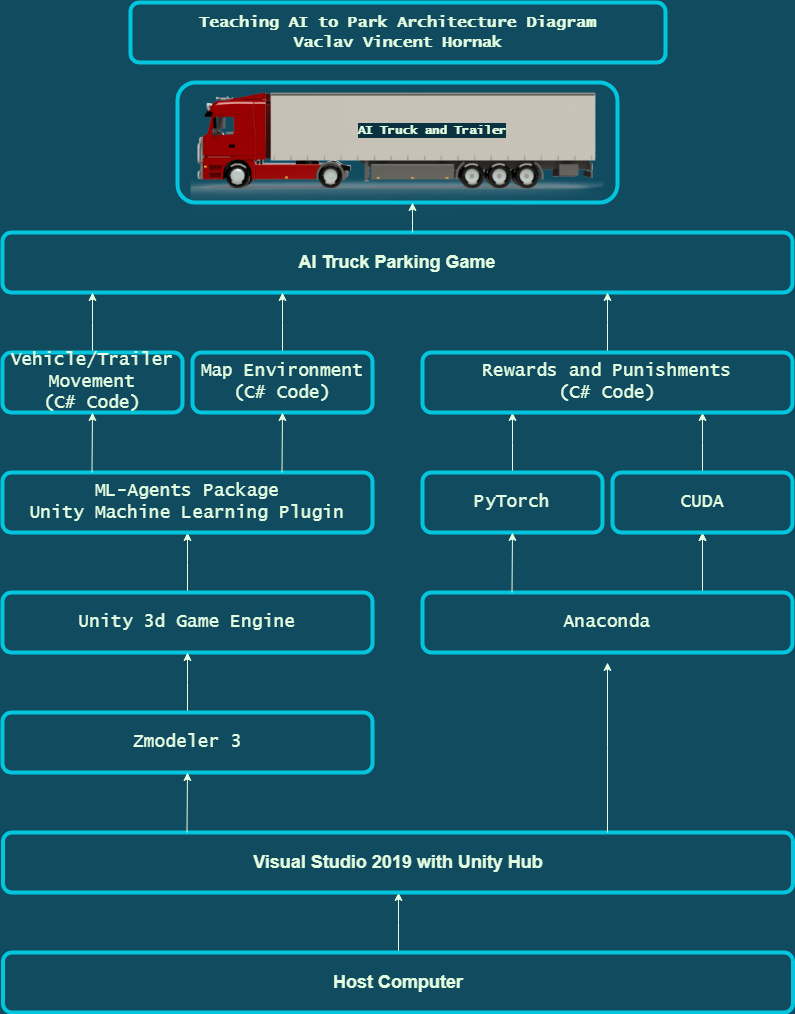 Teaching AI to Park Architecture Diagram
Vaclav Vincent Hornak
AI Truck and Trailer
AI Truck Parking Game
Vehicle/Trailer
Movement
(C# Code)
Map Environment
(C# Code)
Rewards and Punishments
(C# Code)
ML-Agents Package
Unity Machine Learning Plugin
PyTorch
CUDA
Unity 3d Game Engine
Anaconda
Zmodeler 3
Visual Studio 2019 with Unity Hub
Host Computer